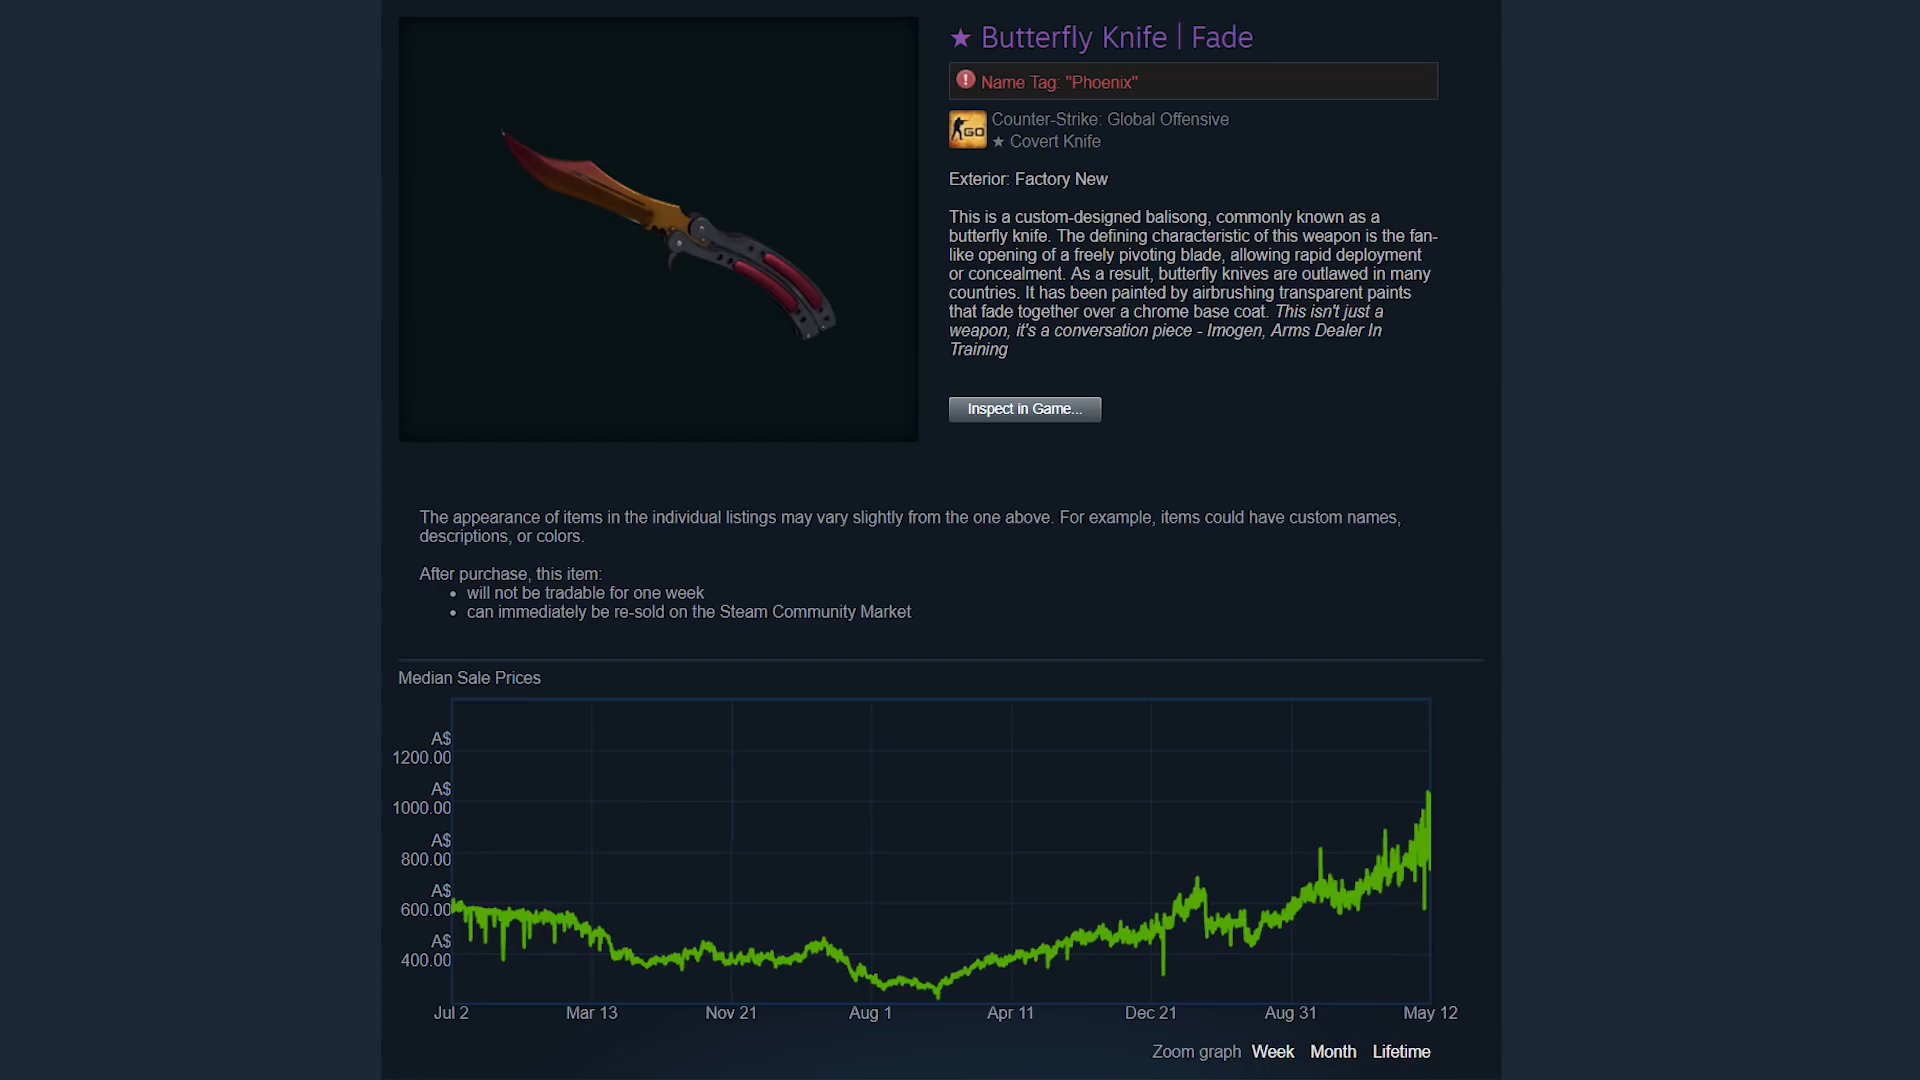 ★ Butterfly Knife | Fade
! Name Tag: "Phoenix"
GO
Counter-Strike: Global Offensive
★ Covert Knife
Exterior: Factory New
This is a custom-designed balisong, commonly known as a
butterfly knife. The defining characteristic of this weapon is the fan-
like opening of a freely pivoting blade, allowing rapid deployment
or concealment. As a result, butterfly knives are outlawed in many
countries. It has been painted by airbrushing transparent paints
that fade together over a chrome base coat. This isn't just a
weapon, it's a conversation piece - Imogen, Arms Dealer In
Training
Inspect in Game...
The appearance of items in the individual listings may vary slightly from the one above. For example, items could have custom names,
descriptions, or colors.
After purchase, this item:
• will not be tradable for one week
• can immediately be re-sold on the Steam Community Market
Median Sale Prices
A$
1200.00
A$
1000.00
A$
800.00
A$
600.00
A$
400.00
Jul 2 Mar 13 Nov 21 Aug 1 Apr 11 Dec 21 Aug 31 May 12
Zoom graph Week Month Lifetime